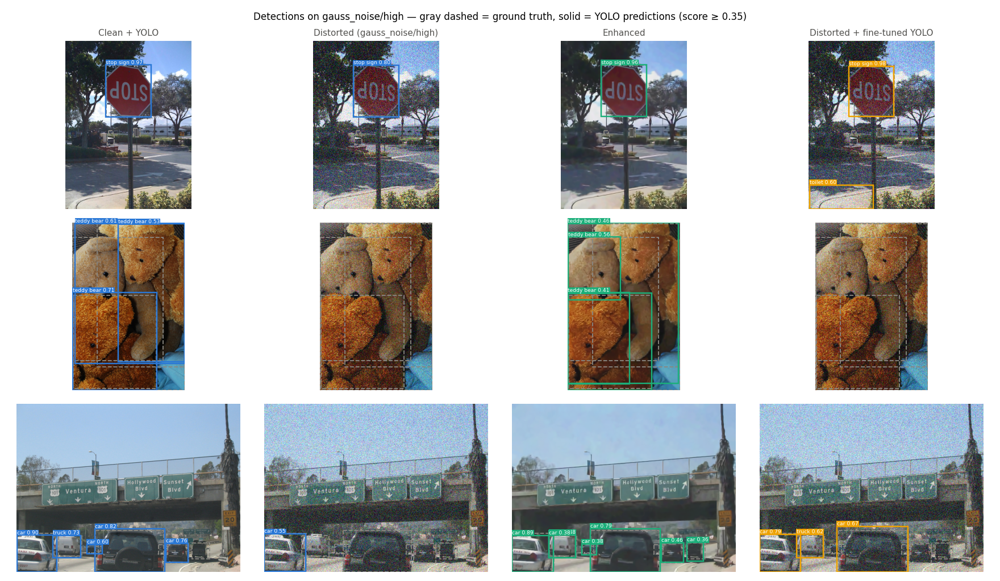 Detections on gauss_noise/high — gray dashed = ground truth, solid = YOLO predictions (score ≥ 0.35)
Clean + YOLO
Distorted (gauss_noise/high)
Enhanced
Distorted + fine-tuned YOLO
stop sign 0.97
STOP
stop sign 0.80
STOP
stop sign 0.96
STOP
stop sign 0.98
STOP
toilet 0.60
teddy bear 0.61
teddy bear 0.53
teddy bear 0.71
teddy bear 0.46
teddy bear 0.56
teddy bear 0.41
NORTH NORTH
101 Ventura 101
Hollywood
Blvd
Sunset
Blvd
EXIT
20
car 0.90
truck 0.73
car 0.60
car 0.82
car 0.76
NORTH NORTH
101 Ventura 101
Hollywood
Blvd
Sunset
Blvd
20
car 0.55
NORTH NORTH
101 Ventura 101
Hollywood
Blvd
Sunset
Blvd
20
car 0.89
car 0.38
car 0.38
car 0.79
car 0.46
car 0.36
NORTH NORTH
101 Ventura 101
Hollywood
Blvd
Sunset
Blvd
20
car 0.79
truck 0.62
car 0.67